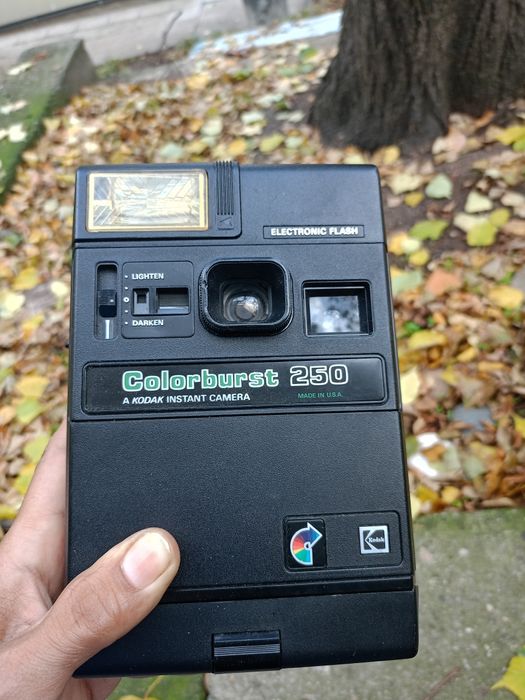 ELECTRONIC FLASH
LIGHTEN
DARKEN
Colorburst 250
A KODAK INSTANT CAMERA MADE IN U.S.A.
Kodak